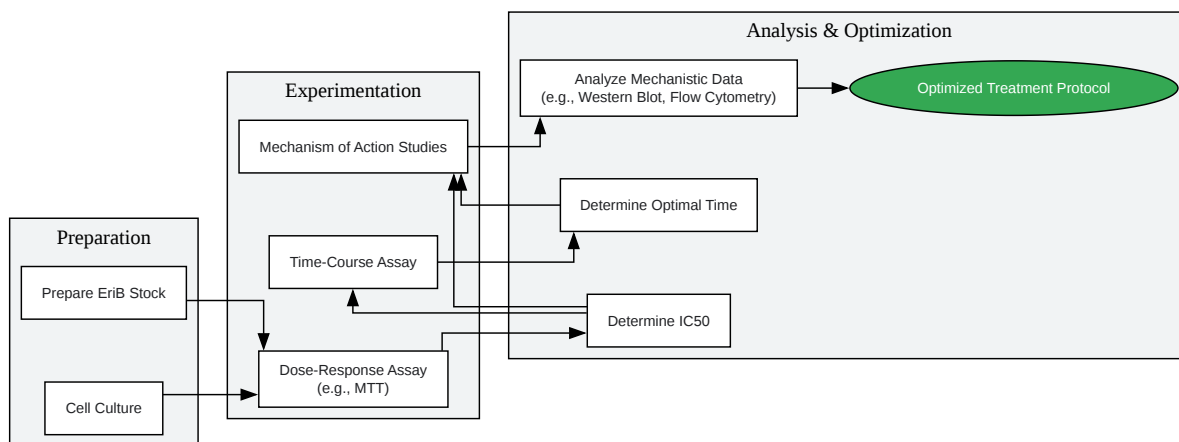 Analysis & Optimization
Analyze Mechanistic Data
(e.g., Western Blot, Flow Cytometry)
Optimized Treatment Protocol
Experimentation
Mechanism of Action Studies
Determine Optimal Time
Preparation
Time-Course Assay
Prepare EriB Stock
Determine IC50
Dose-Response Assay
(e.g., MTT)
Cell Culture